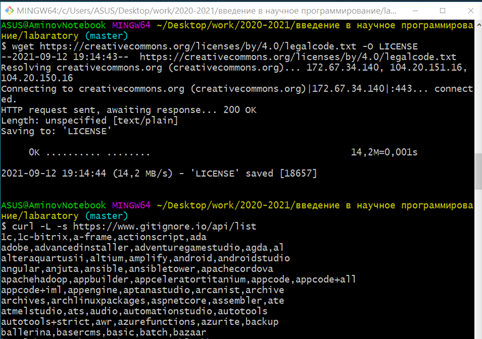 MINGW64:/c/Users/ASUS/Desktop/work/2020-2021/введение в научное программирование/la...
ASUS@AminovNotebook MINGW64 ~/Desktop/work/2020-2021/введение в научное программирова
ние/labaratory (master)
$ wget https://creativecommons.org/licenses/by/4.0/legalcode.txt -O LICENSE
--2021-09-12 19:14:43--  https://creativecommons.org/licenses/by/4.0/legalcode.txt
Resolving creativecommons.org (creativecommons.org)... 172.67.34.140, 104.20.151.16,
104.20.150.16
Connecting to creativecommons.org (creativecommons.org)|172.67.34.140|:443... connect
ed.
HTTP request sent, awaiting response... 200 OK
Length: unspecified [text/plain]
Saving to: 'LICENSE'
0K .......... ........ 14,2M=0,001s
2021-09-12 19:14:44 (14,2 MB/s) - 'LICENSE' saved [18657]
ASUS@AminovNotebook MINGW64 ~/Desktop/work/2020-2021/введение в научное программирова
ние/labaratory (master)
$ curl -L -s https://www.gitignore.io/api/list
1c,1c-bitrix,a-frame,actionscript,ada
adobe,advancedinstaller,adventuregamestudio,agda,al
alteraquartusii,altium,amplify,android,androidstudio
angular,anjuta,ansible,ansibletower,apachecordova
apachehadoop,appbuilder,appceleratortitanium,appcode,appcode+all
appcode+iml,appengine,aptanastudio,arcanist,archive
archives,archlinuxpackages,aspnetcore,assembler,ate
atmelstudio,ats,audio,automationstudio,autotools
autotools+strict,awr,azurefunctions,azurite,backup
ballerina,basercms,basic,batch,bazaar